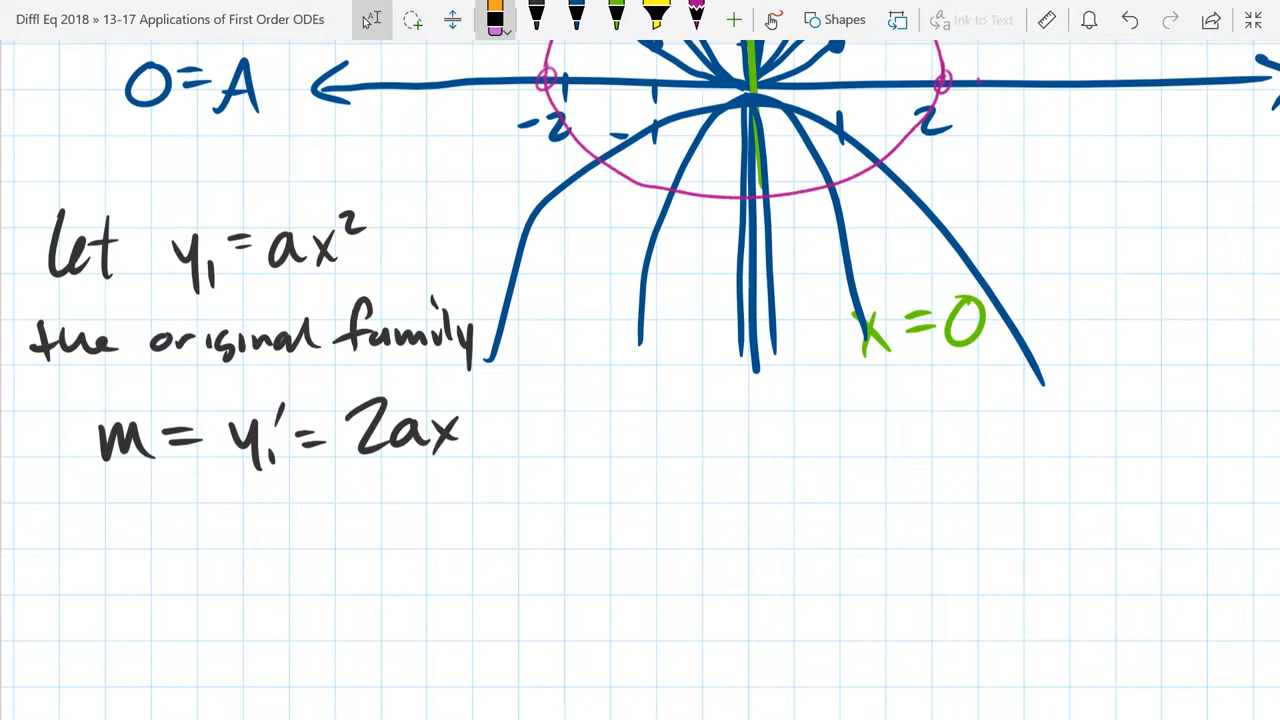 Diffl Eq 2018 » 13-17 Applications of First Order ODEs
Shapes
Ink to Text
0=A
-2
-1
1
2
let y₁ = ax²
the original family
x = 0
m = y₁' = 2ax